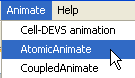 Animate Help
Cell-DEVS animation
AtomicAnimate
CoupledAnimate